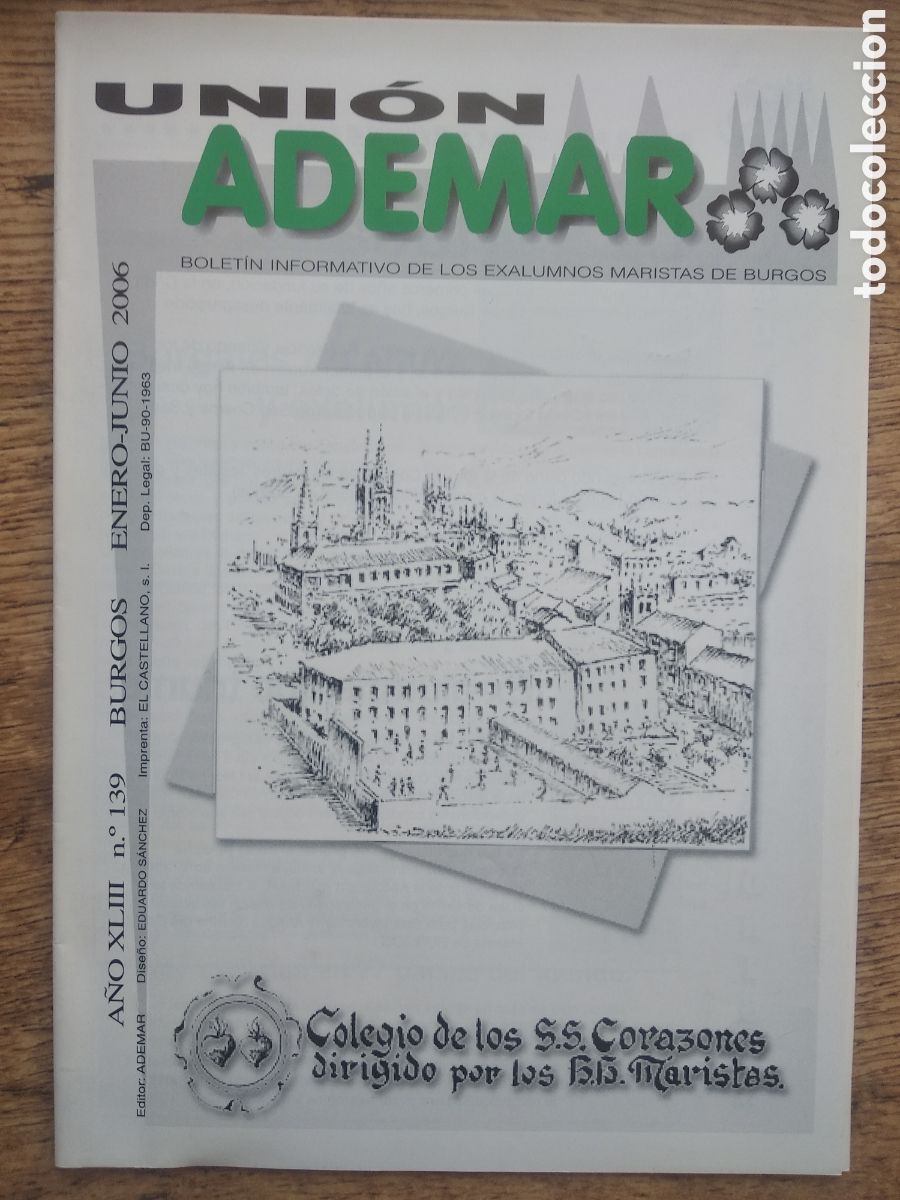 UNIÓN
ADEMAR
BOLETÍN INFORMATIVO DE LOS EXALUMNOS MARISTAS DE BURGOS
AÑO XLIII n.º 139 BURGOS ENERO-JUNIO 2006
Editor: ADEMAR Diseño: EDUARDO SÁNCHEZ Imprenta: EL CASTELLANO, s. l. Dep. Legal: BU-90-1963
Colegio de los S.S. Corazones
dirigido por los h.h. Maristas.
todocoleccion